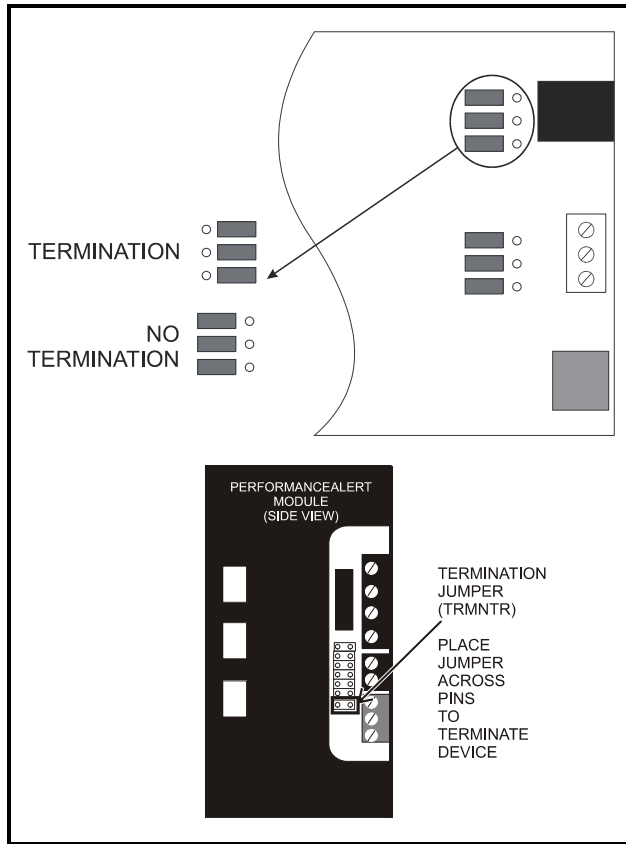 TERMINATION
NO
TERMINATION
PERFORMANCEALERT
MODULE
(SIDE VIEW)
TERMINATION
JUMPER
(TRMNTR)
PLACE
JUMPER
ACROSS
PINS
TO
TERMINATE
DEVICE